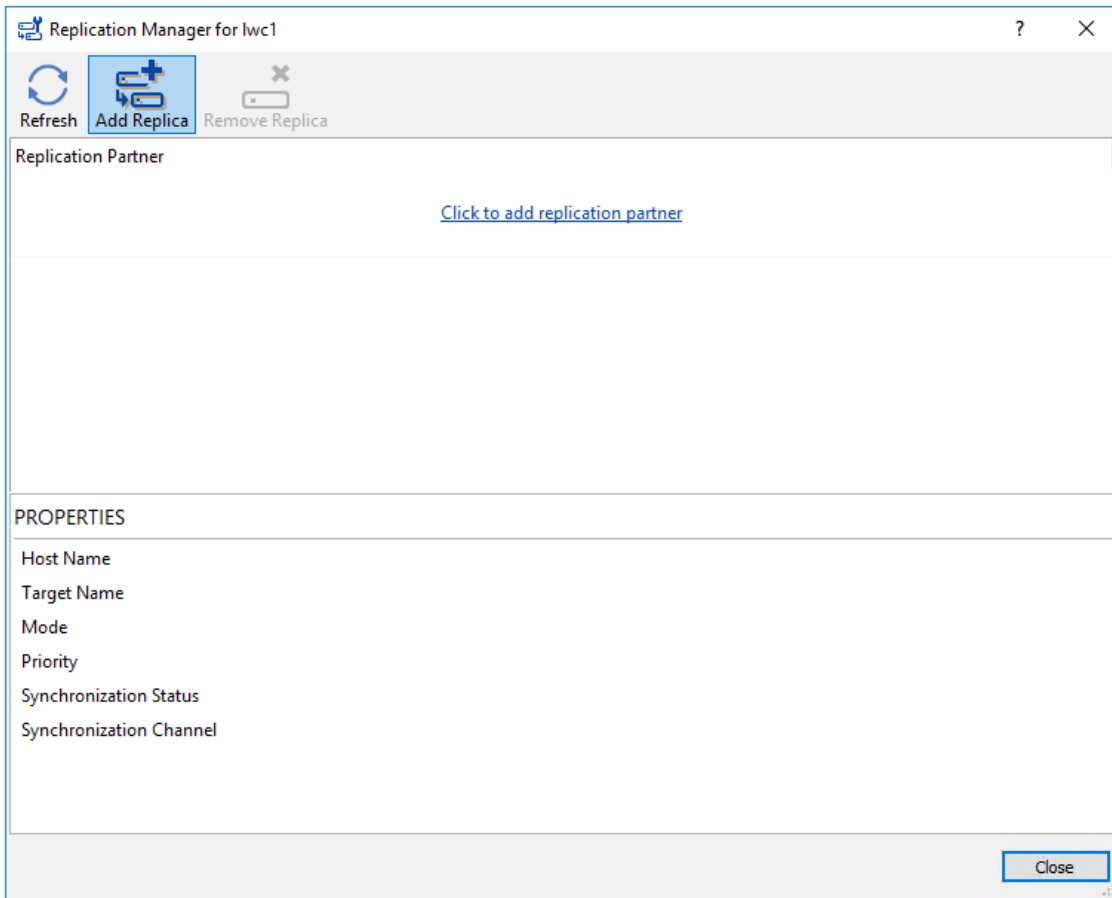 Replication Manager for lwc1
?
Refresh Add Replica Remove Replica
Replication Partner
Click to add replication partner
PROPERTIES
Host Name
Target Name
Mode
Priority
Synchronization Status
Synchronization Channel
Close